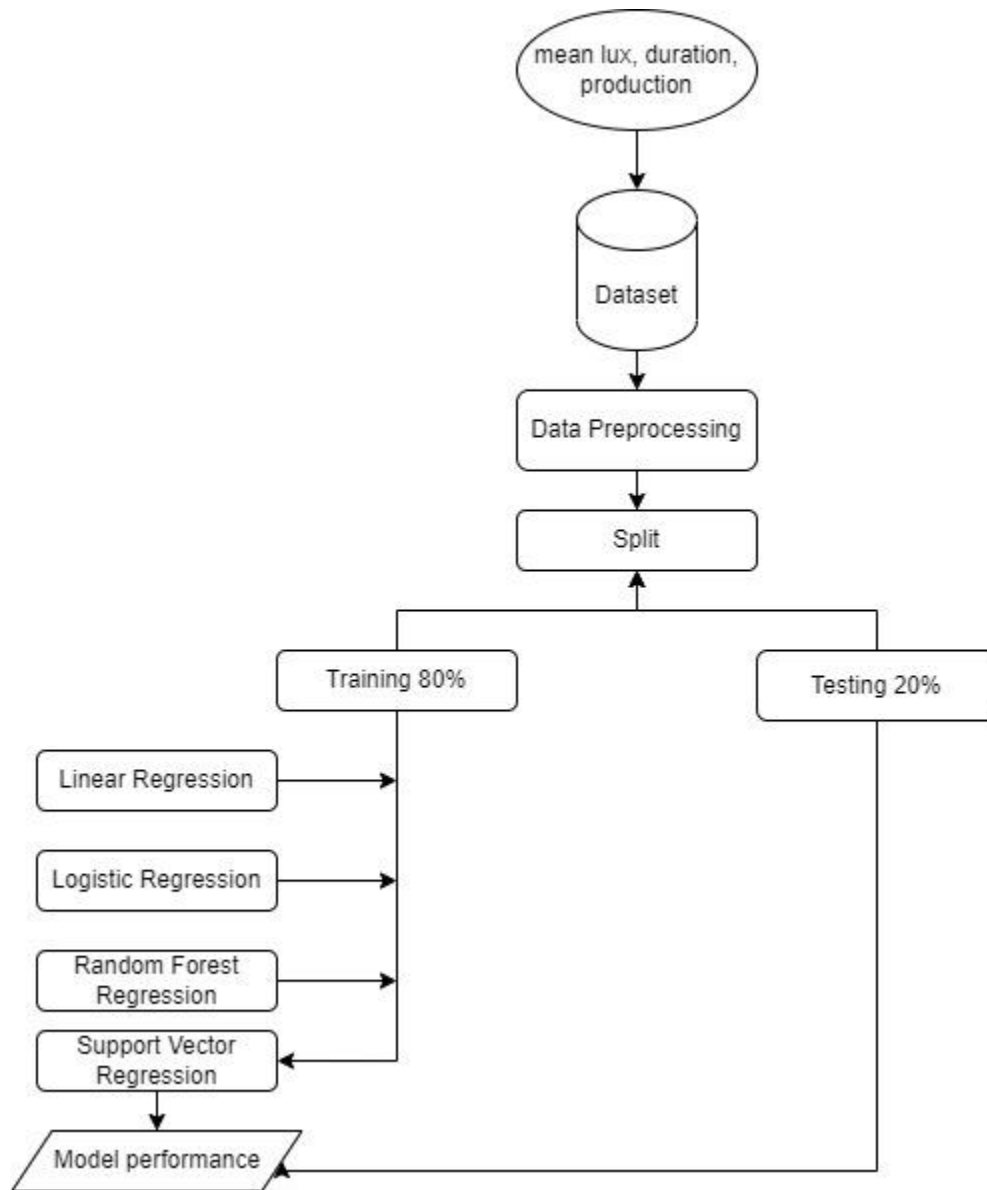 mean lux, duration,
production
Dataset
Data Preprocessing
Split
Training 80%
Testing 20%
Linear Regression
Logistic Regression
Random Forest
Regression
Support Vector
Regression
Model performance